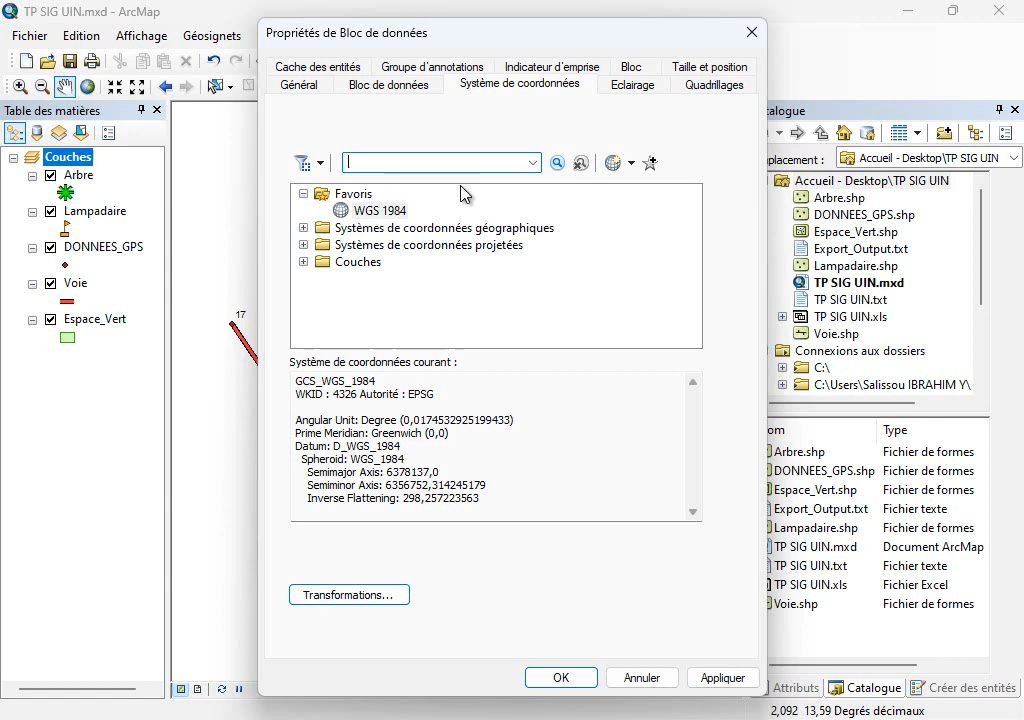 TP SIG UIN.mxd - ArcMap
Fichier Edition Affichage Géosignets
Table des matières
Couches
Arbre
Lampadaire
DONNEES_GPS
Voie
Espace_Vert
17
Propriétés de Bloc de données
Cache des entités Groupe d'annotations Indicateur d'emprise Bloc Taille et position
Général Bloc de données Système de coordonnées Eclairage Quadrillages
Favoris
WGS 1984
Systèmes de coordonnées géographiques
Systèmes de coordonnées projetées
Couches
Système de coordonnées courant :
GCS_WGS_1984
WKID : 4326 Autorité : EPSG
Angular Unit: Degree (0,0174532925199433)
Prime Meridian: Greenwich (0,0)
Datum: D_WGS_1984
Spheroid: WGS_1984
Semimajor Axis: 6378137,0
Semiminor Axis: 6356752,314245179
Inverse Flattening: 298,257223563
Transformations...
OK Annuler Appliquer
alogue
placement : Accueil - Desktop\TP SIG UIN
Accueil - Desktop\TP SIG UIN
Arbre.shp
DONNEES_GPS.shp
Espace_Vert.shp
Export_Output.txt
Lampadaire.shp
TP SIG UIN.mxd
TP SIG UIN.txt
TP SIG UIN.xls
Voie.shp
Connexions aux dossiers
C:\
C:\Users\Salissou IBRAHIM Y\
om Type
Arbre.shp Fichier de formes
DONNEES_GPS.shp Fichier de formes
Espace_Vert.shp Fichier de formes
Export_Output.txt Fichier texte
Lampadaire.shp Fichier de formes
TP SIG UIN.mxd Document ArcMap
TP SIG UIN.txt Fichier texte
TP SIG UIN.xls Fichier Excel
Voie.shp Fichier de formes
Attributs Catalogue Créer des entités
2,092 13,59 Degrés décimaux